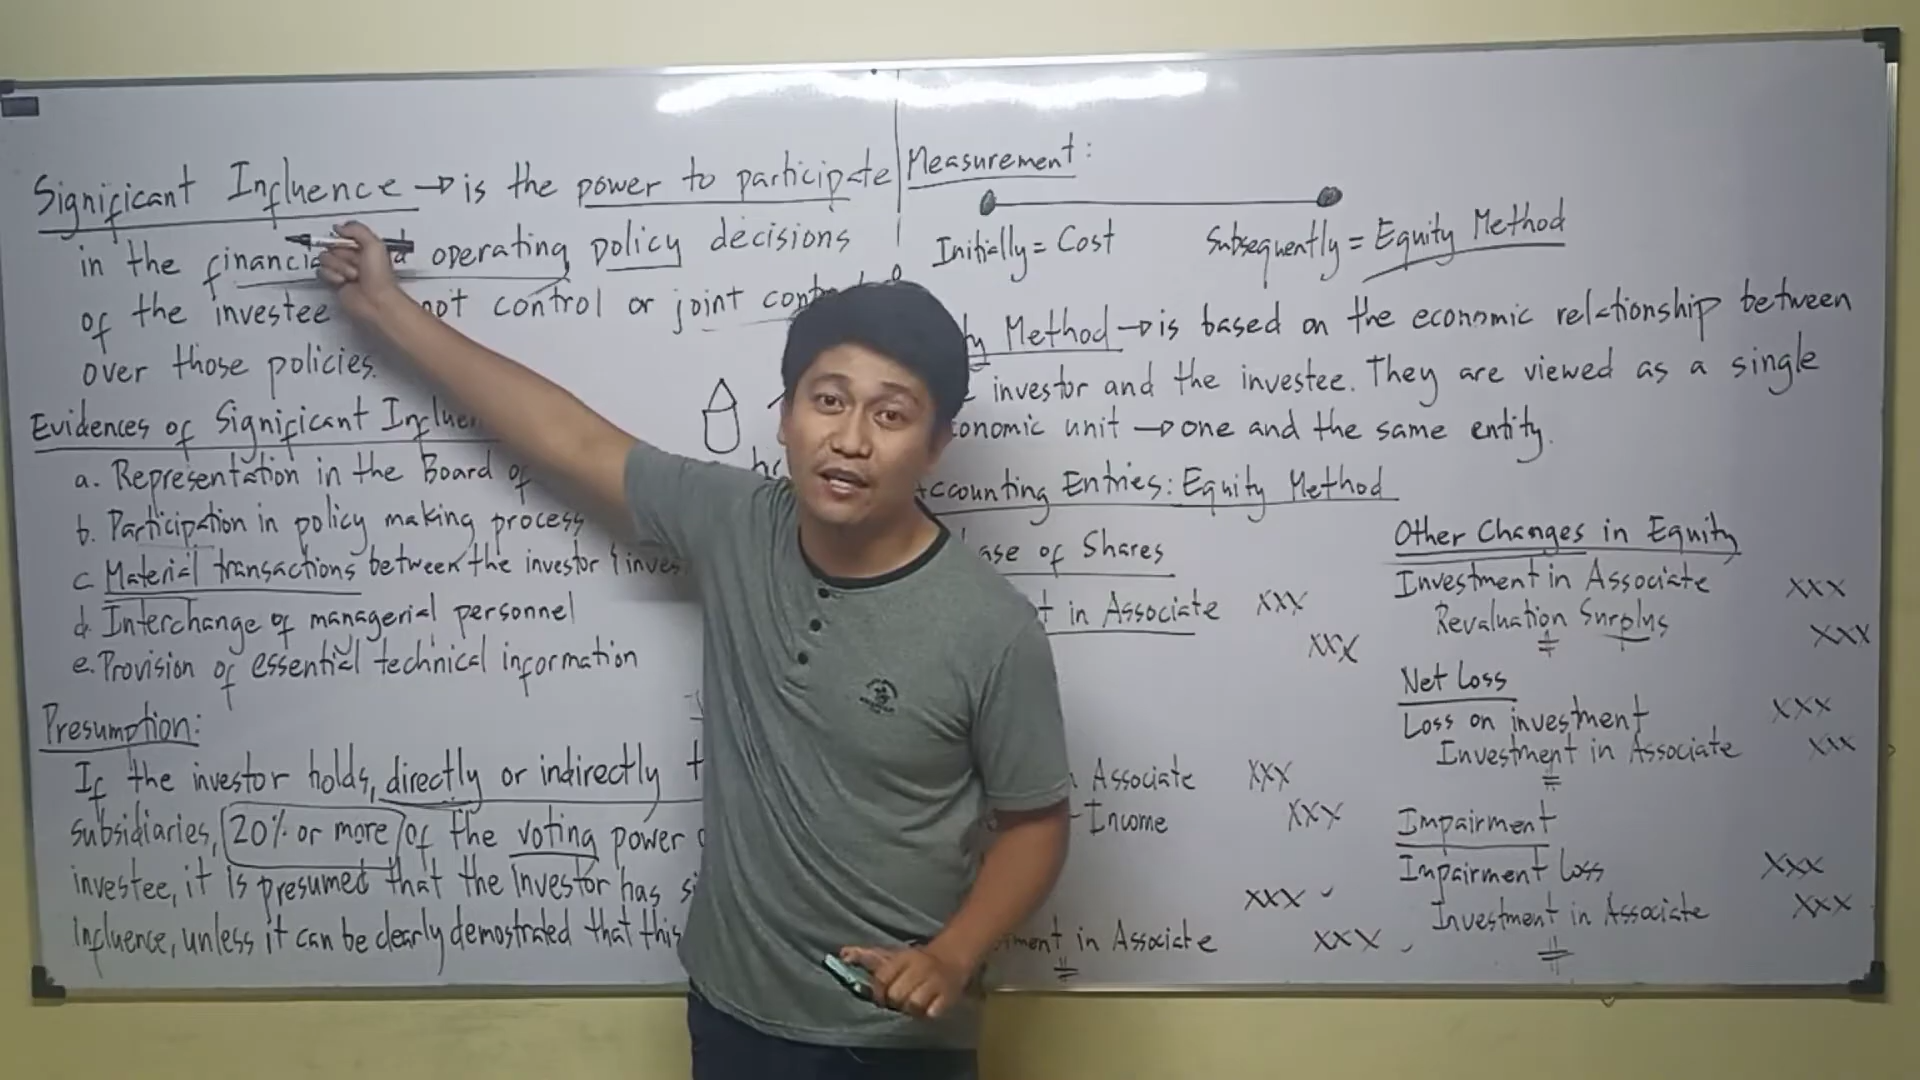 Significant Influence → is the power to participate
in the financial operating policy decisions
of the investee not control or joint control
over those policies.
Evidences of Significant Influen
a. Representation in the Board of
b. Participation in policy making process
c. Material transactions between the investor & inves
d. Interchange of managerial personnel
e. Provision of essential technical information
Presumption:
If the investor holds, directly or indirectly
subsidiaries, 20% or more of the voting power
investee, it is presumed that the investor has
influence, unless it can be clearly demostrated that this
Measurement:
Initially = Cost
Subsequently = Equity Method
Method → is based on the economic relationship between
investor and the investee. They are viewed as a single
conomic unit → one and the same entity.
Accounting Entries: Equity Method
ase of Shares
t in Associate xxx
xxx
Associate xxx
Income xxx
xxx
ment in Associate xxx
Other Changes in Equity
Investment in Associate xxx
Revaluation Surplus xxx
Net Loss
Loss on investment xxx
Investment in Associate xxx
Impairment
Impairment Loss xxx
Investment in Associate xxx